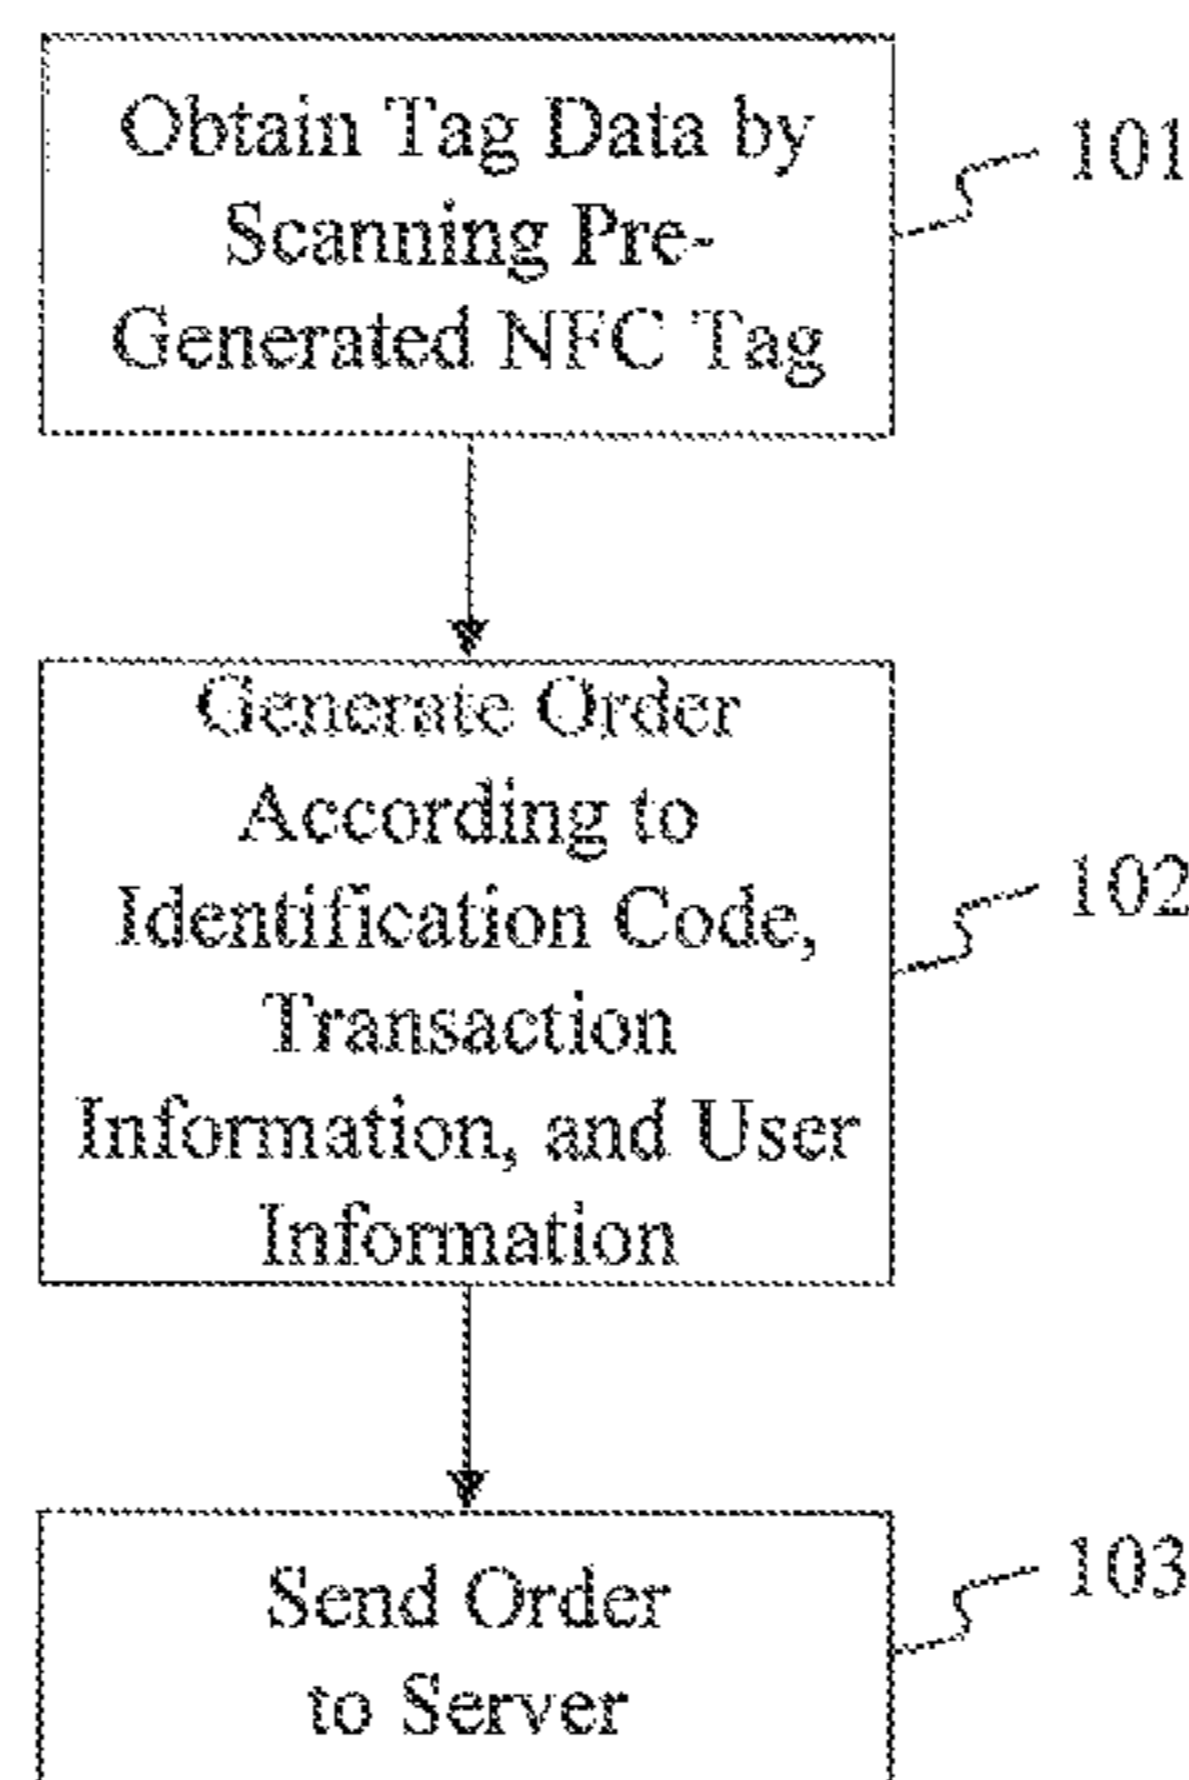 Obtain Tag Data by
Scanning Pre-
Generated NFC Tag
101
Generate Order
According to
Identification Code,
Transaction
Information, and User
Information
102
Send Order
to Server
103